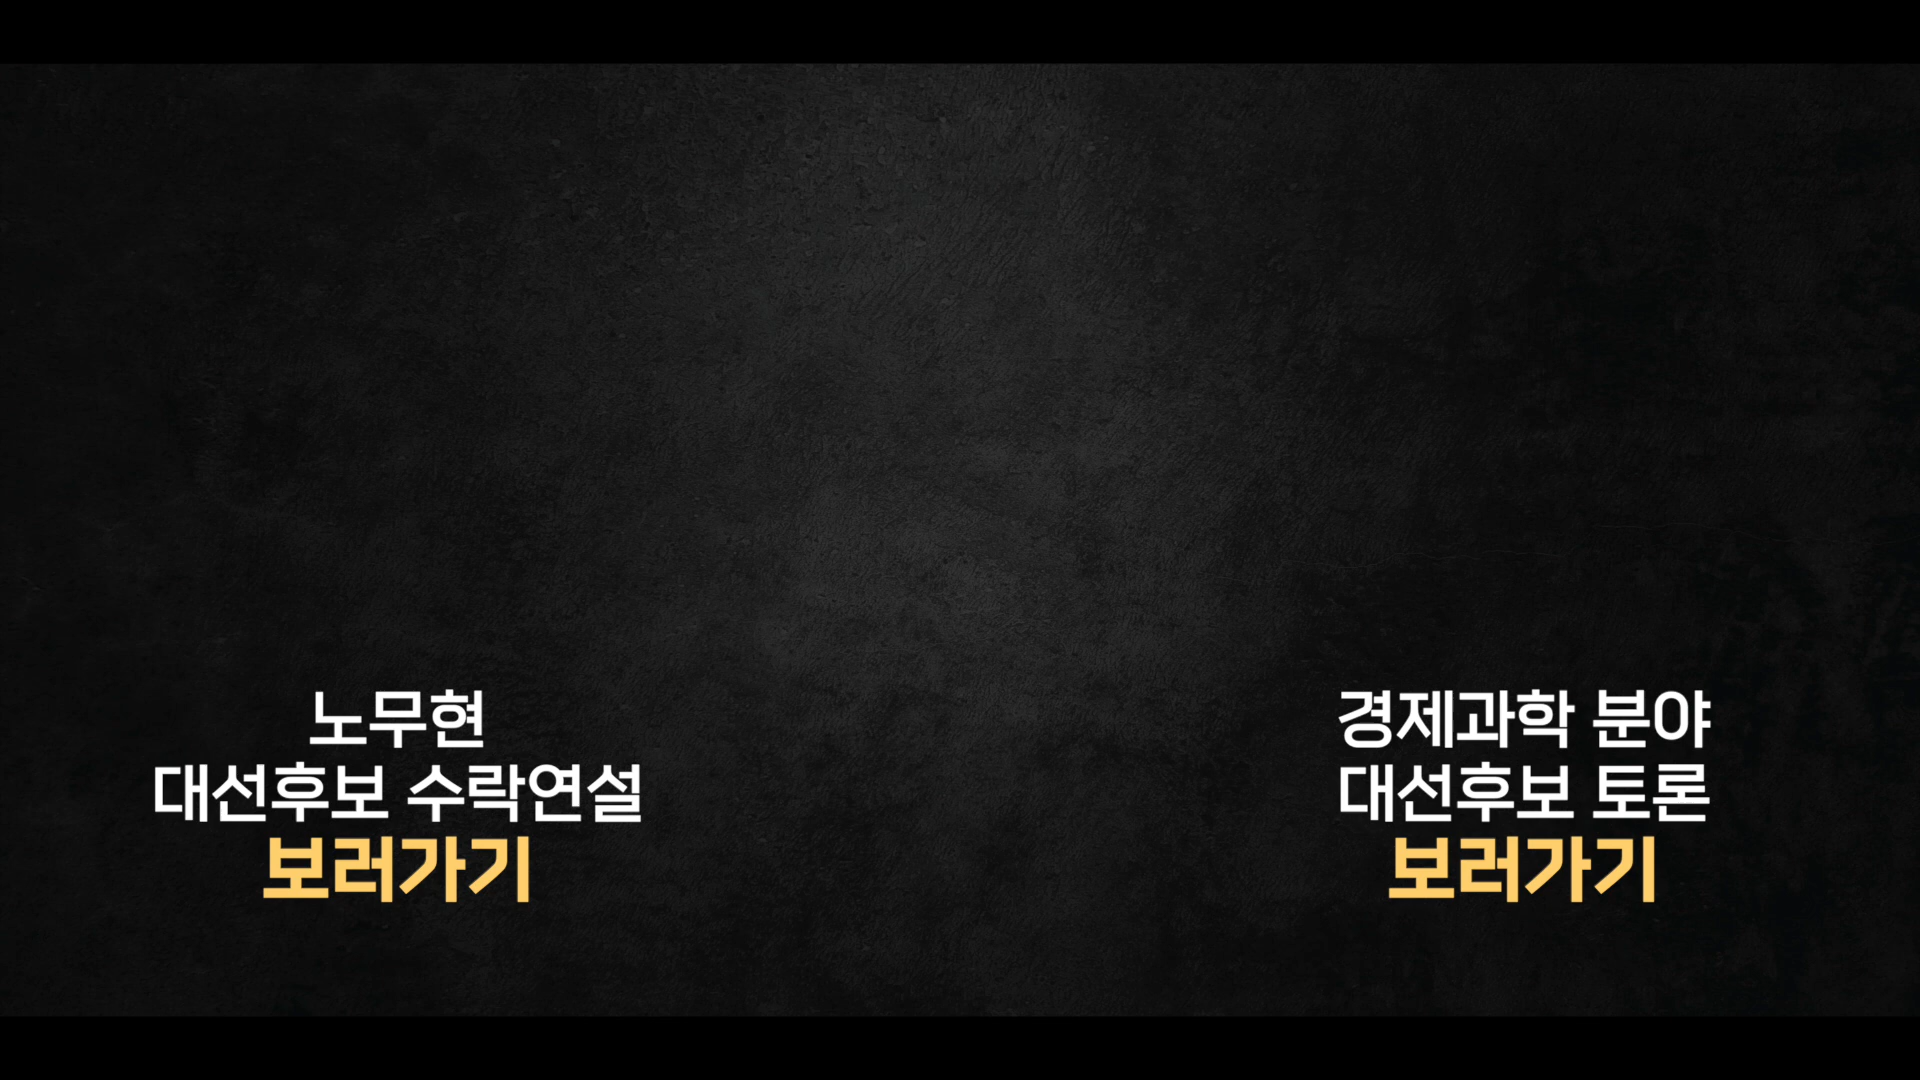 노무현
대선후보 수락연설
보러가기
경제과학 분야
대선후보 토론
보러가기